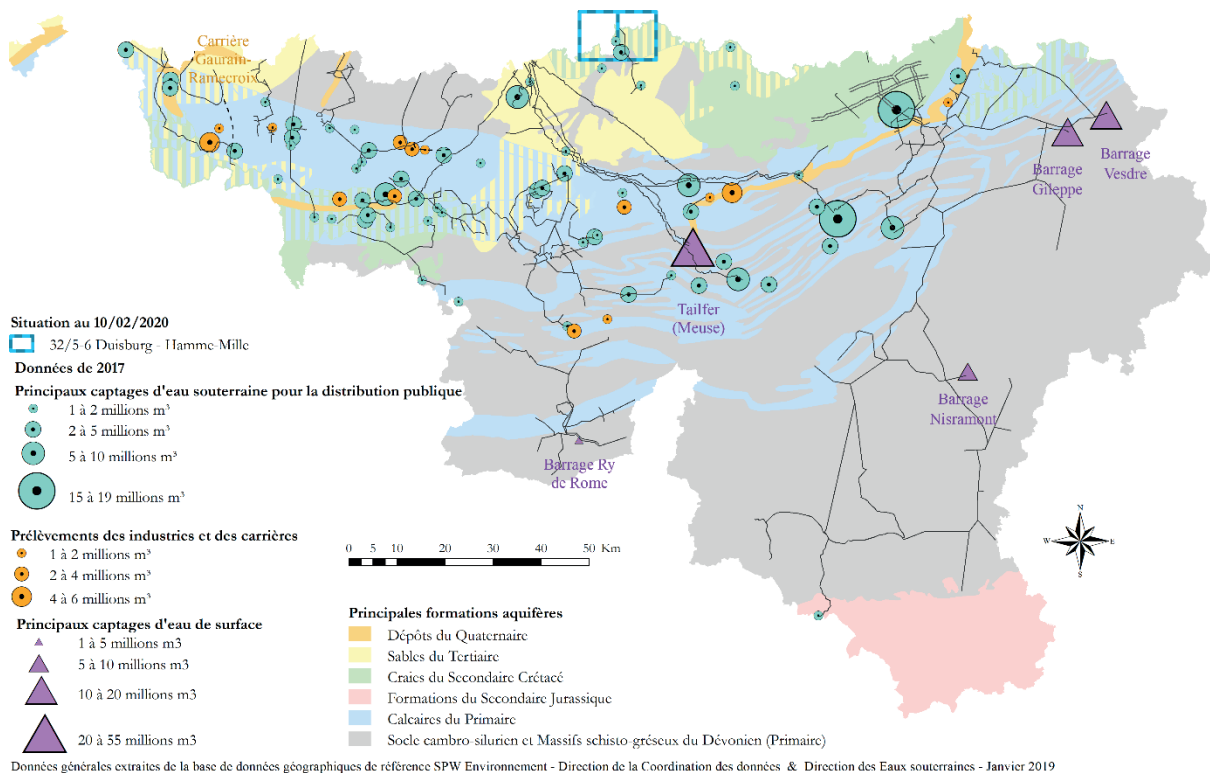 Carrière
Gaurain-
Ramecroix
Barrage
Gileppe
Barrage
Vesdre
Tailfer
(Meuse)
Barrage
Nisramont
Barrage Ry
de Rome
Situation au 10/02/2020
32/5-6 Duisburg - Hamme-Mille
Données de 2017
Principaux captages d'eau souterraine pour la distribution publique
1 à 2 millions m³
2 à 5 millions m³
5 à 10 millions m³
15 à 19 millions m³
Prélèvements des industries et des carrières
1 à 2 millions m³
2 à 4 millions m³
4 à 6 millions m³
Principaux captages d'eau de surface
1 à 5 millions m3
5 à 10 millions m3
10 à 20 millions m3
20 à 55 millions m3
0 5 10 20 30 40 50 Km
N
W E
S
Principales formations aquifères
Dépôts du Quaternaire
Sables du Tertiaire
Craies du Secondaire Crétacé
Formations du Secondaire Jurassique
Calcaires du Primaire
Socle cambro-silurien et Massifs schisto-gréseux du Dévonien (Primaire)
Données générales extraites de la base de données géographiques de référence SPW Environnement - Direction de la Coordination des données & Direction des Eaux souterraines - Janvier 2019